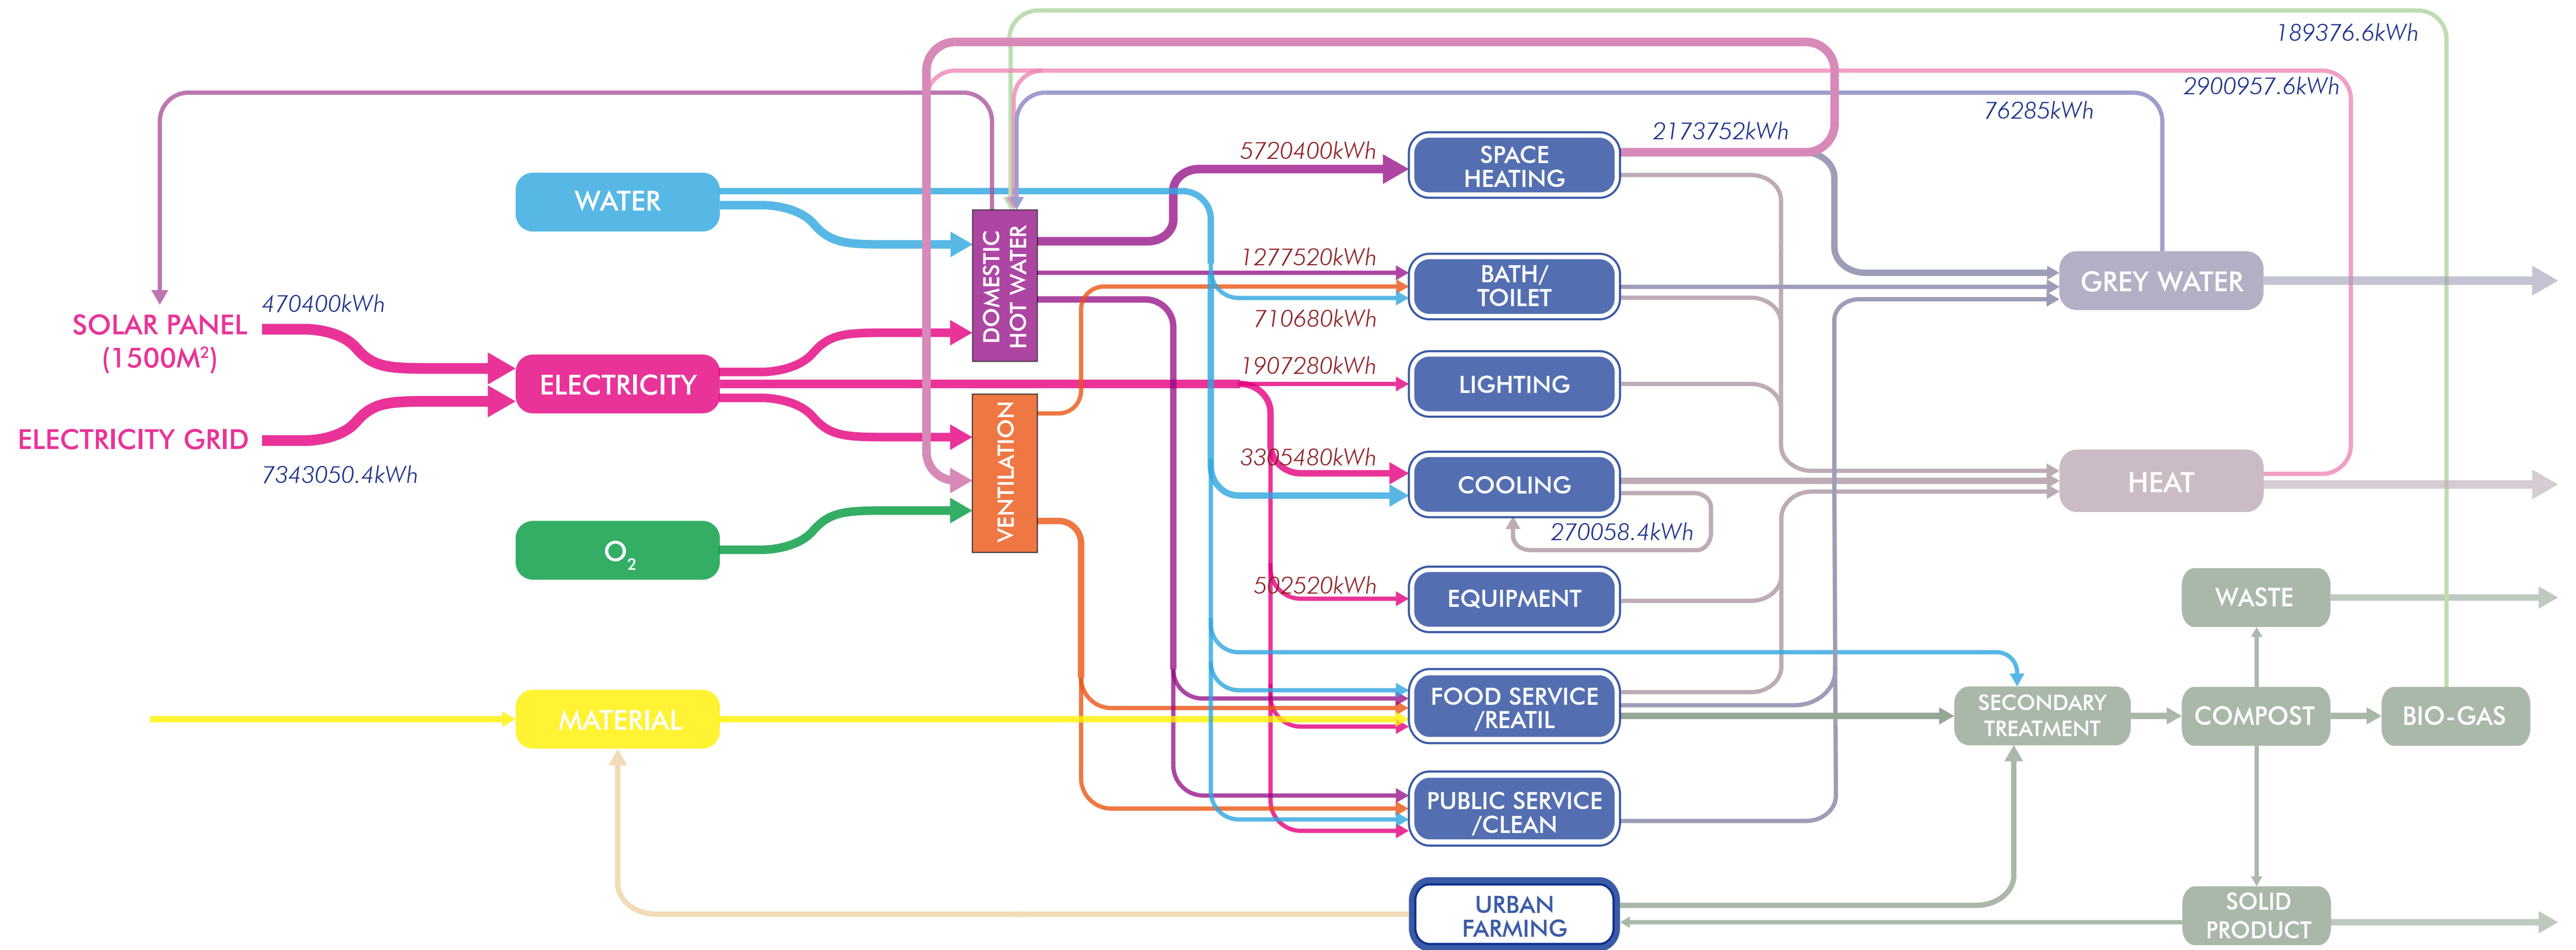 189376.6kWh
2900957.6kWh
76285kWh
2173752kWh
5720400kWh
SPACE
HEATING
WATER
DOMESTIC
HOT WATER
1277520kWh
BATH/
TOILET
GREY WATER
470400kWh
SOLAR PANEL
(1500M²)
710680kWh
1907280kWh
LIGHTING
ELECTRICITY
ELECTRICITY GRID
7343050.4kWh
VENTILATION
3305480kWh
COOLING
HEAT
270058.4kWh
O₂
502520kWh
EQUIPMENT
WASTE
MATERIAL
FOOD SERVICE
/REATIL
SECONDARY
TREATMENT
COMPOST
BIO-GAS
PUBLIC SERVICE
/CLEAN
URBAN
FARMING
SOLID
PRODUCT